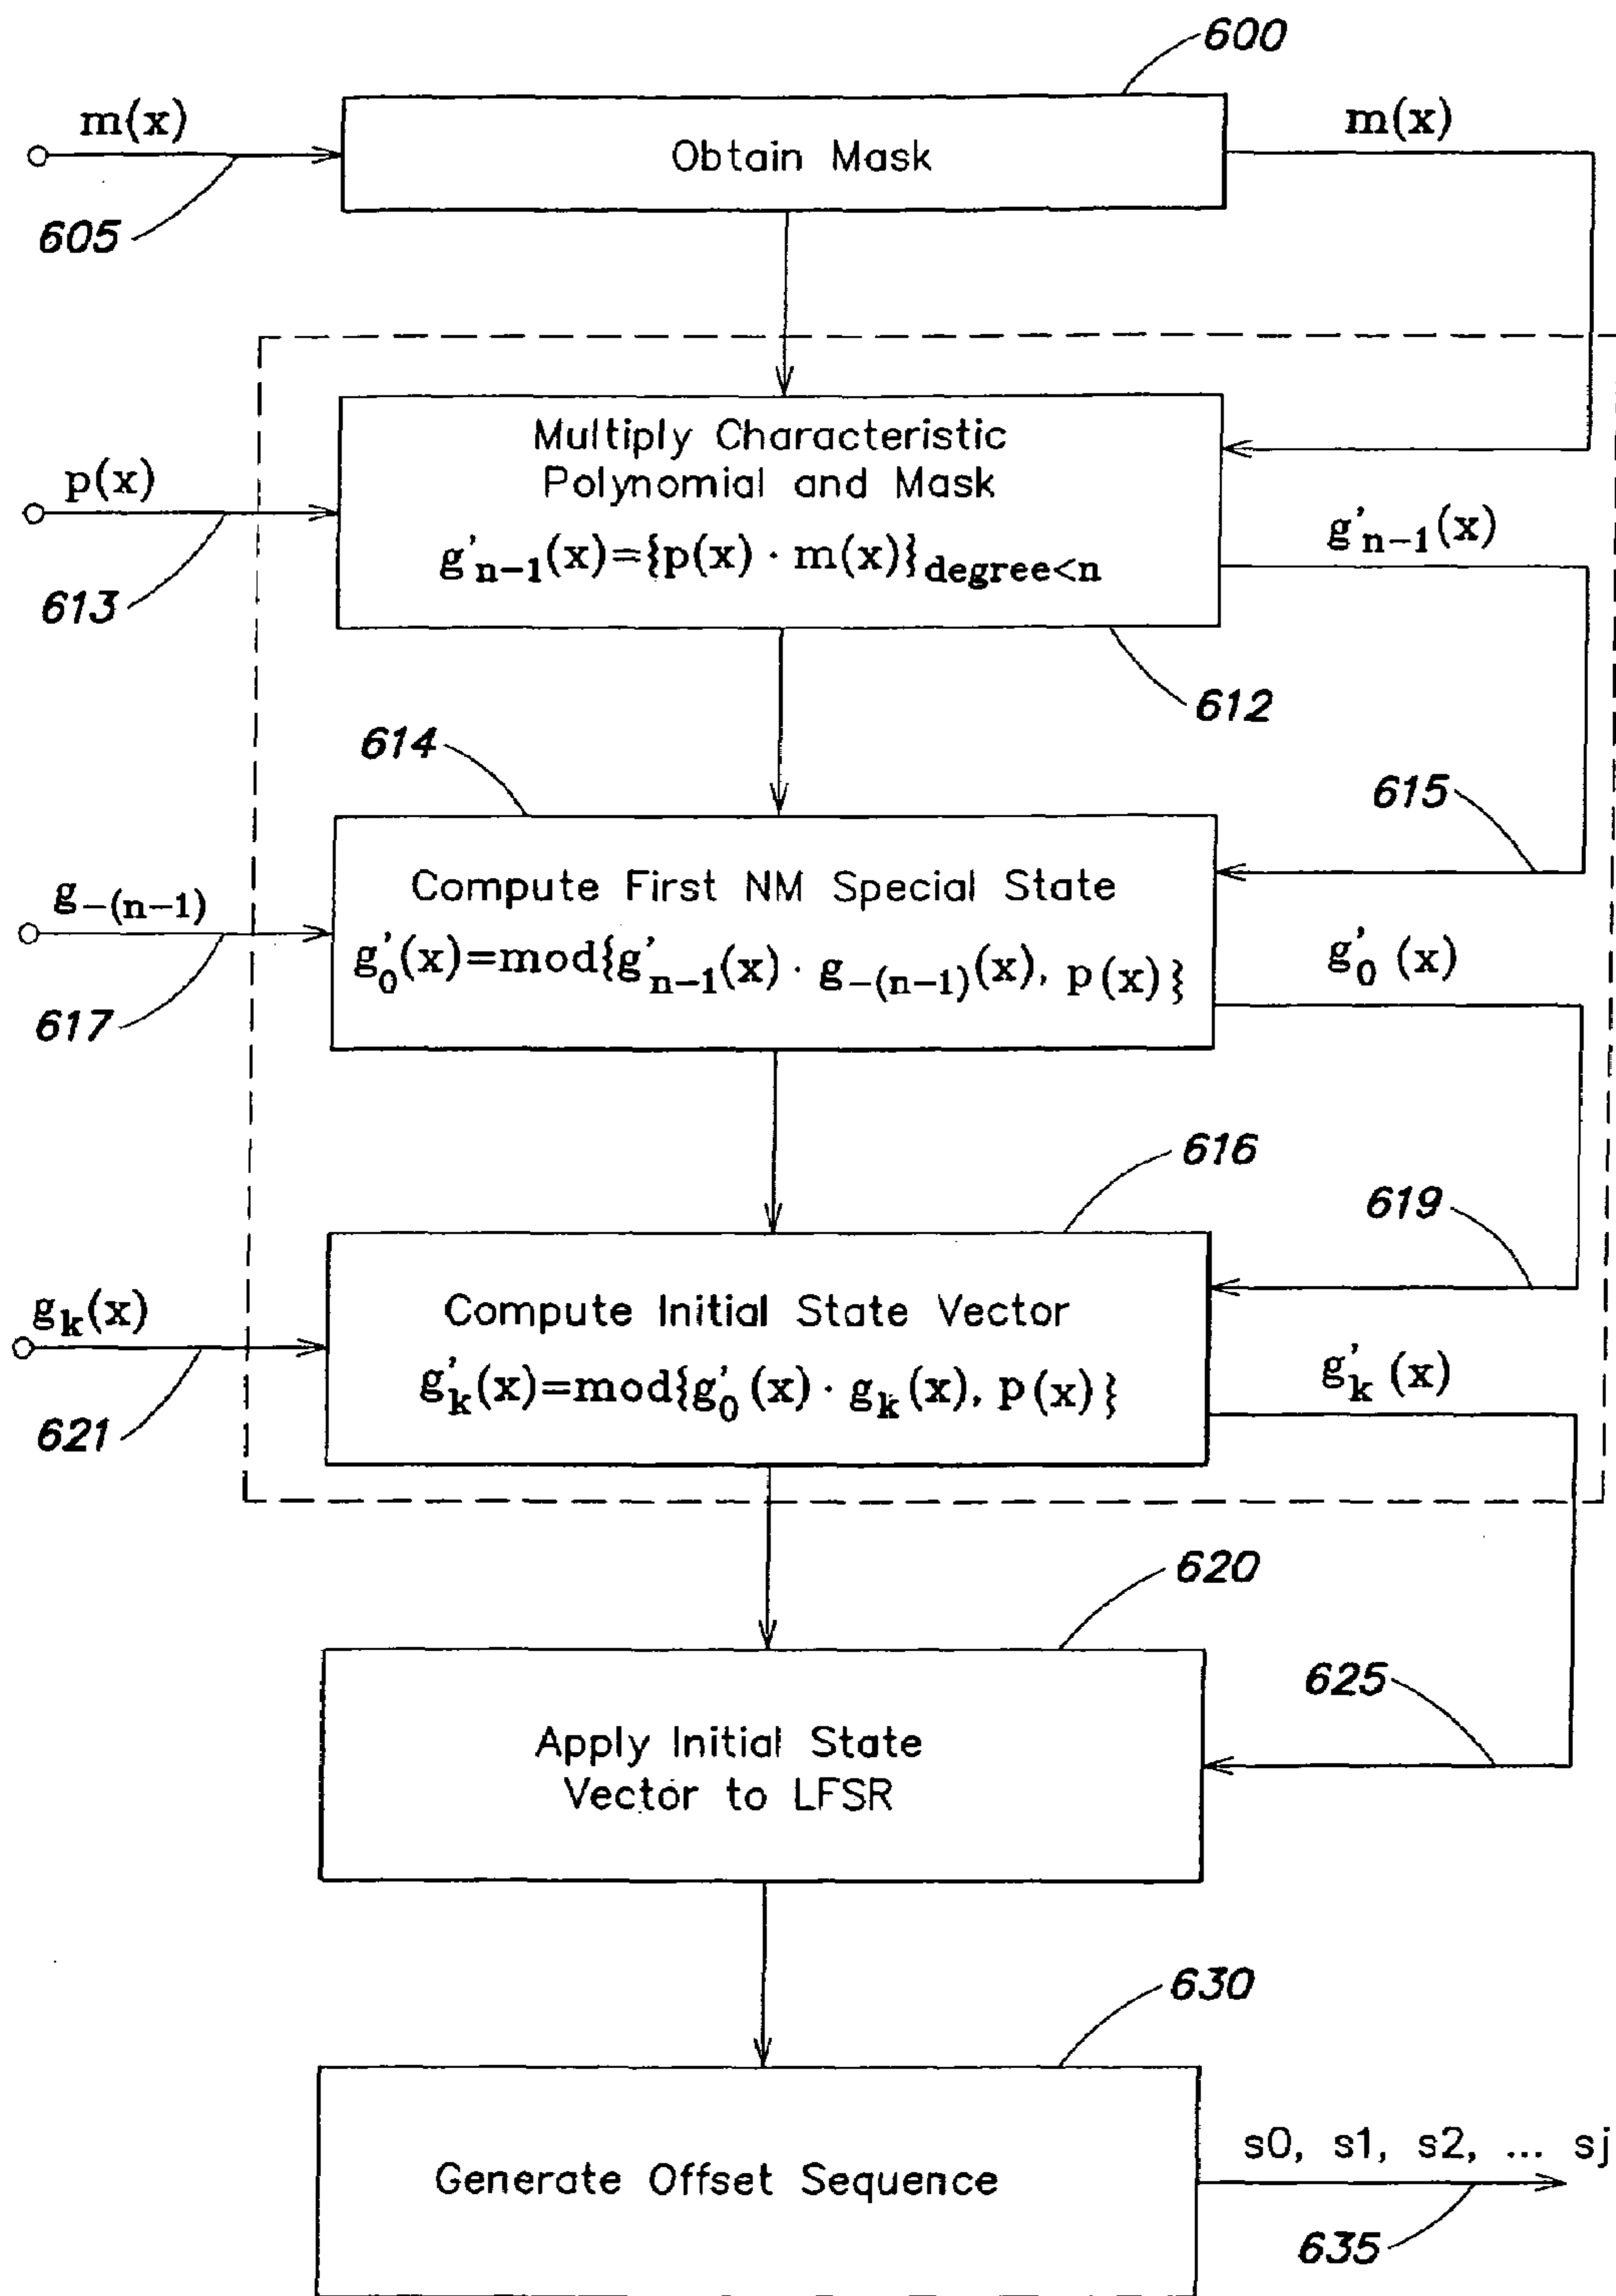 600
m(x)
Obtain Mask
m(x)
605
Multiply Characteristic
Polynomial and Mask
p(x)
g'n-1(x)={p(x) · m(x)}degree<n
g'n-1(x)
613
612
614
615
Compute First NM Special State
g-(n-1)
g'0(x)=mod{g'n-1(x) · g-(n-1)(x), p(x)}
g'0 (x)
617
616
619
Compute Initial State Vector
gk(x)
g'k(x)=mod{g'0(x) · gk(x), p(x)}
g'k (x)
621
620
625
Apply Initial State
Vector to LFSR
630
s0, s1, s2, ... sj
Generate Offset Sequence
635